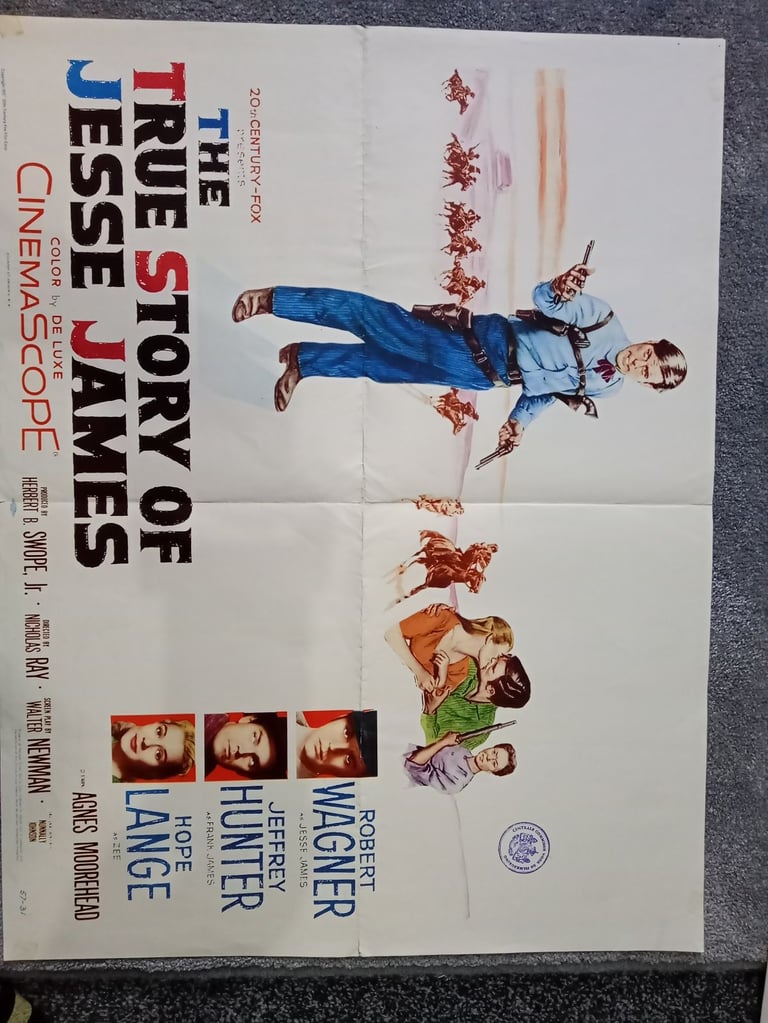 20th CENTURY-FOX
presents
THE
TRUE STORY OF
JESSE JAMES
COLOR by DE LUXE
CINEMASCOPE
ROBERT
WAGNER
AS JESSE JAMES
JEFFREY
HUNTER
AS FRANK JAMES
HOPE
LANGE
AS ZEE
AGNES MOOREHEAD
PRODUCED BY
HERBERT B. SWOPE, Jr. ·
DIRECTED BY
NICHOLAS RAY ·
SCREEN PLAY BY
WALTER NEWMAN ·
NUNNALLY
JOHNSON
57-31